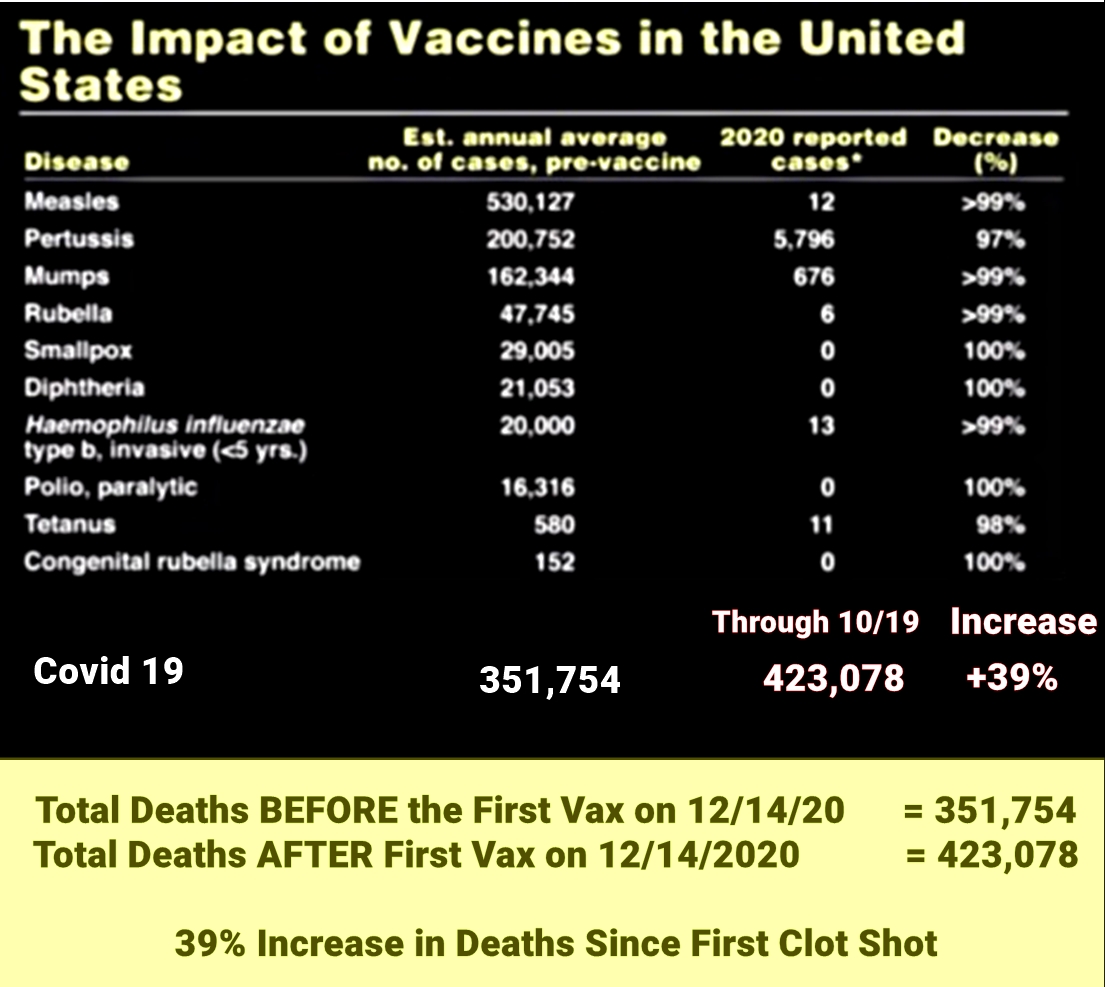 The Impact of Vaccines in the United
States
Est. annual average 2020 reported Decrease
Disease no. of cases, pre-vaccine cases* (%)
Measles 530,127 12 >99%
Pertussis 200,752 5,796 97%
Mumps 162,344 676 >99%
Rubella 47,745 6 >99%
Smallpox 29,005 0 100%
Diphtheria 21,053 0 100%
Haemophilus influenzae 20,000 13 >99%
type b, invasive (<5 yrs.)
Polio, paralytic 16,316 0 100%
Tetanus 580 11 98%
Congenital rubella syndrome 152 0 100%
Through 10/19 Increase
Covid 19 351,754 423,078 +39%
Total Deaths BEFORE the First Vax on 12/14/20 = 351,754
Total Deaths AFTER First Vax on 12/14/2020 = 423,078
39% Increase in Deaths Since First Clot Shot